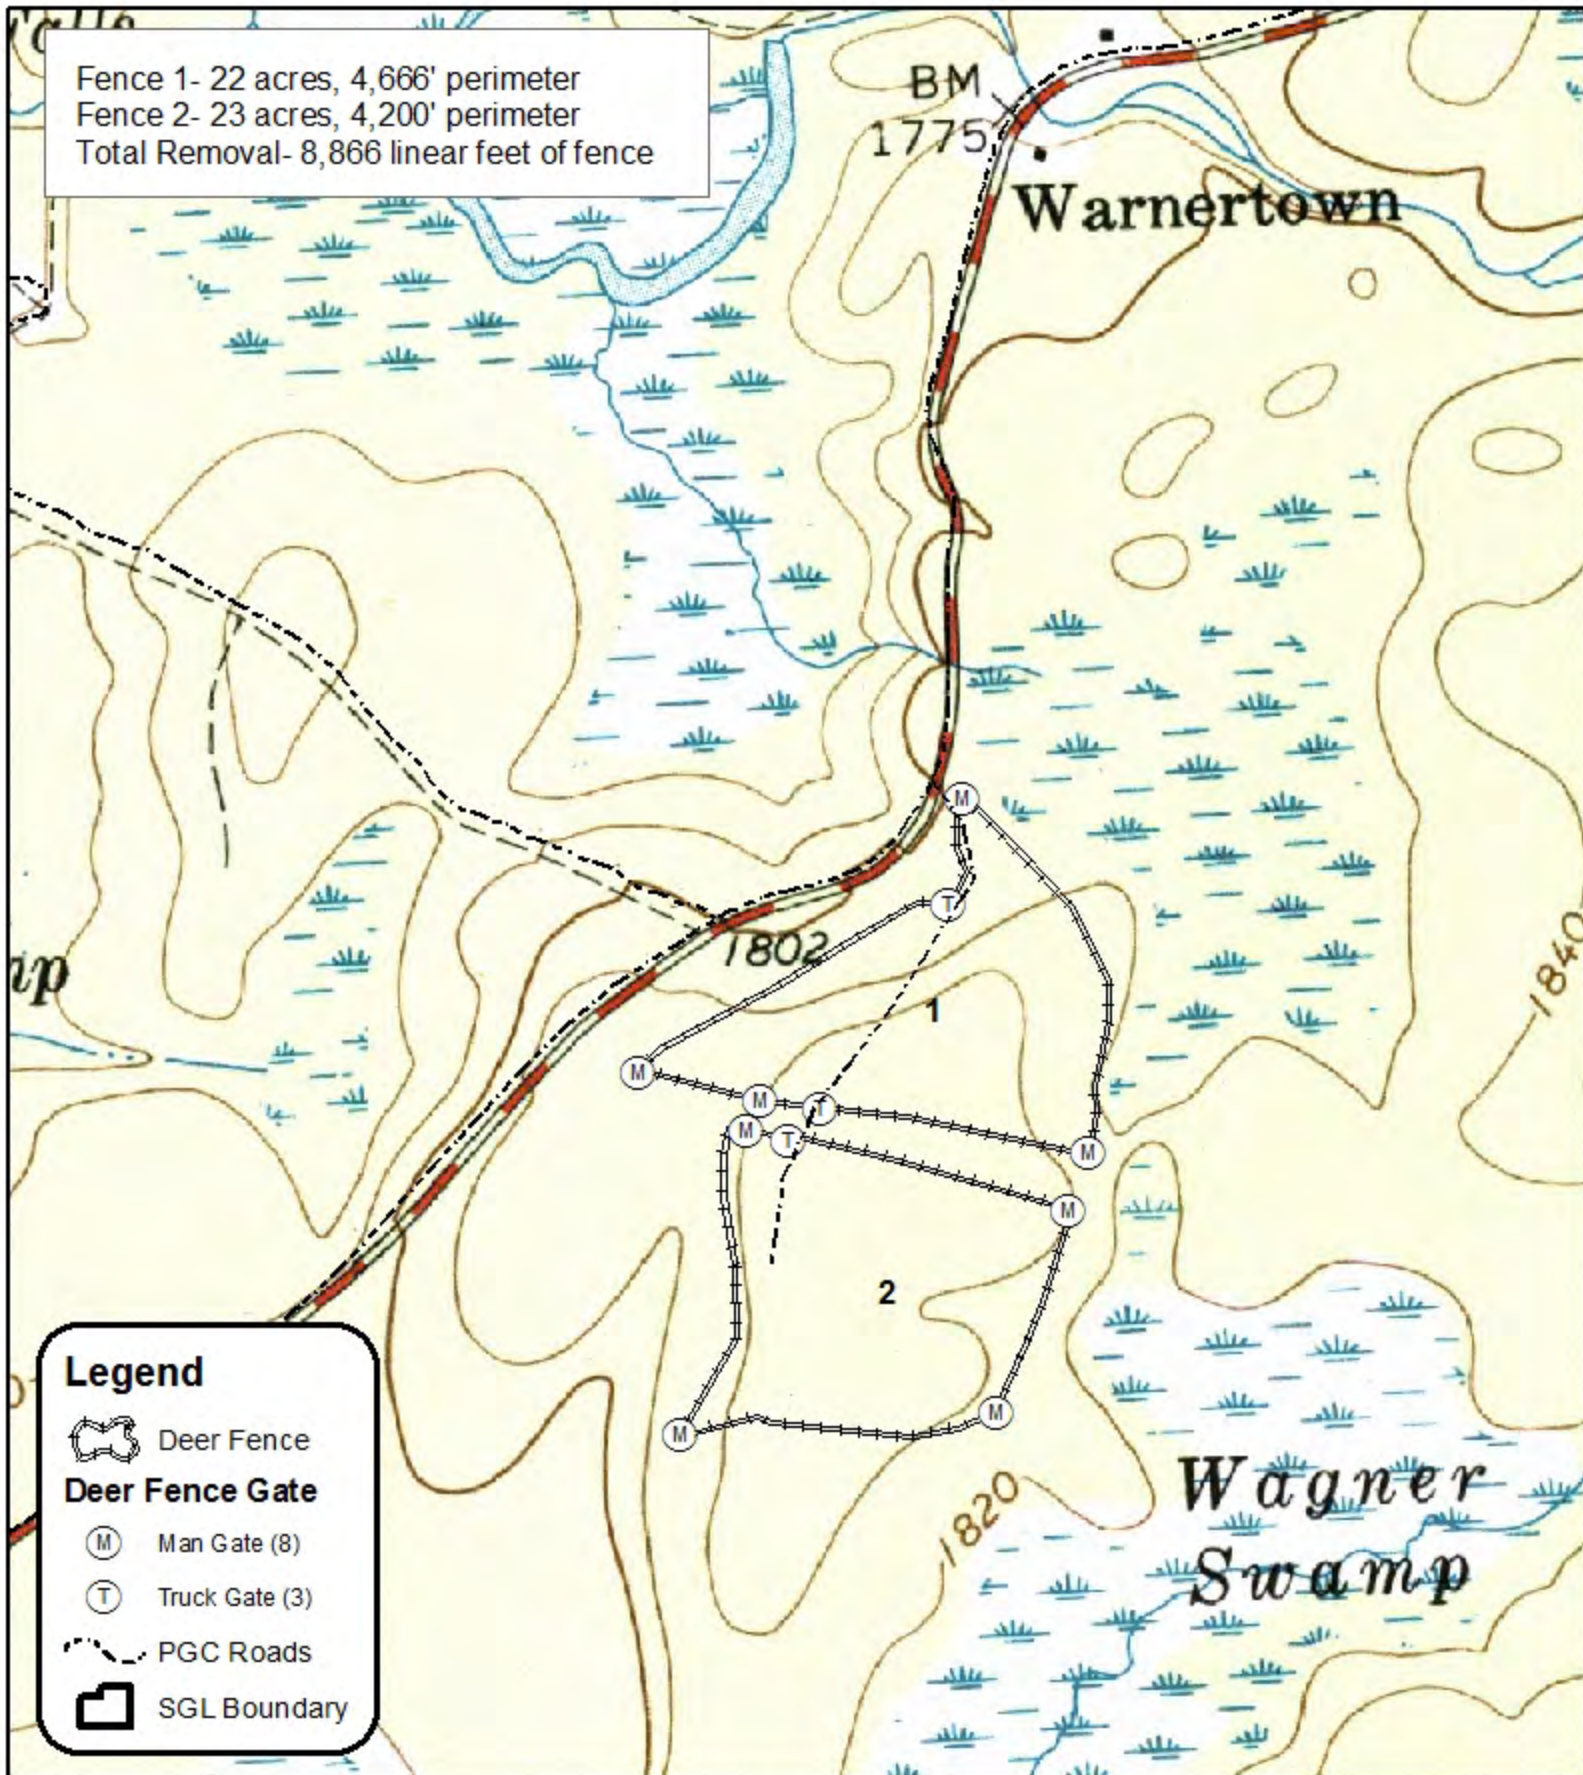 Fence 1- 22 acres, 4,666' perimeter
Fence 2- 23 acres, 4,200' perimeter
Total Removal- 8,866 linear feet of fence
BM
1775
Warnertown
M
T
1802
1840
1
M
M
T
M
M
T
M
M
2
M
M
1820
Wagner
Swamp
Legend
Deer Fence
Deer Fence Gate
M Man Gate (8)
T Truck Gate (3)
PGC Roads
SGL Boundary